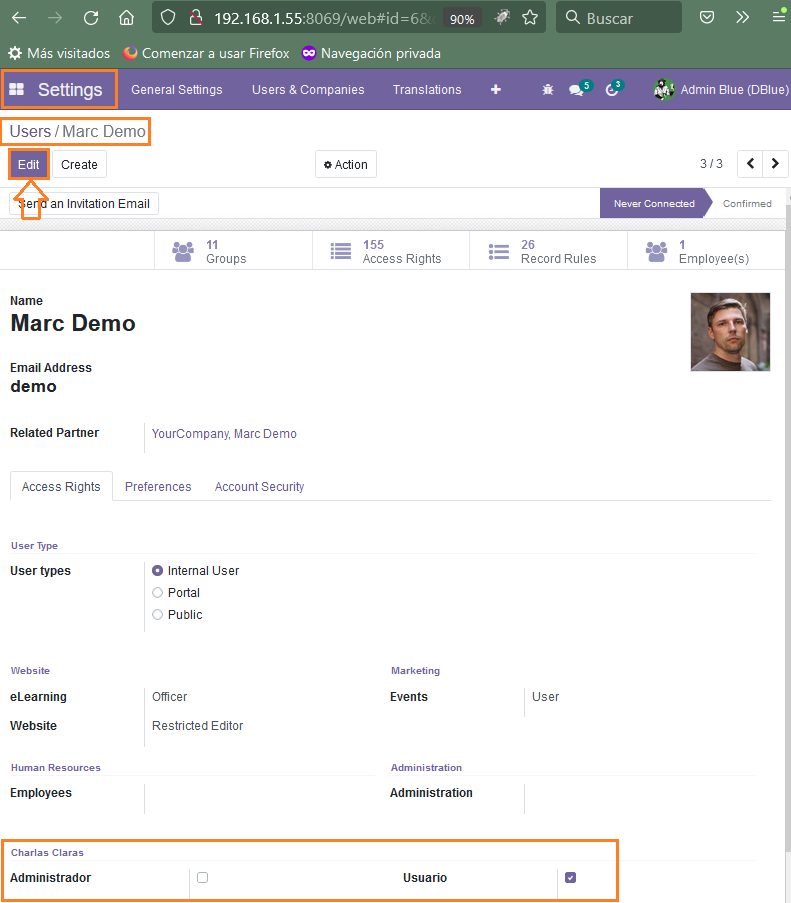 192.168.1.55:8069/web#id=6&
90%
Buscar
Más visitados
Comenzar a usar Firefox
Navegación privada
Settings
General Settings
Users & Companies
Translations
5
3
Admin Blue (DBlue)
Users / Marc Demo
Edit
Create
Action
3 / 3
Send an Invitation Email
Never Connected
Confirmed
11
Groups
155
Access Rights
26
Record Rules
1
Employee(s)
Name
Marc Demo
Email Address
demo
Related Partner
YourCompany, Marc Demo
Access Rights
Preferences
Account Security
User Type
User types
Internal User
Portal
Public
Website
Marketing
eLearning
Officer
Events
User
Website
Restricted Editor
Human Resources
Administration
Employees
Administration
Charlas Claras
Administrador
Usuario